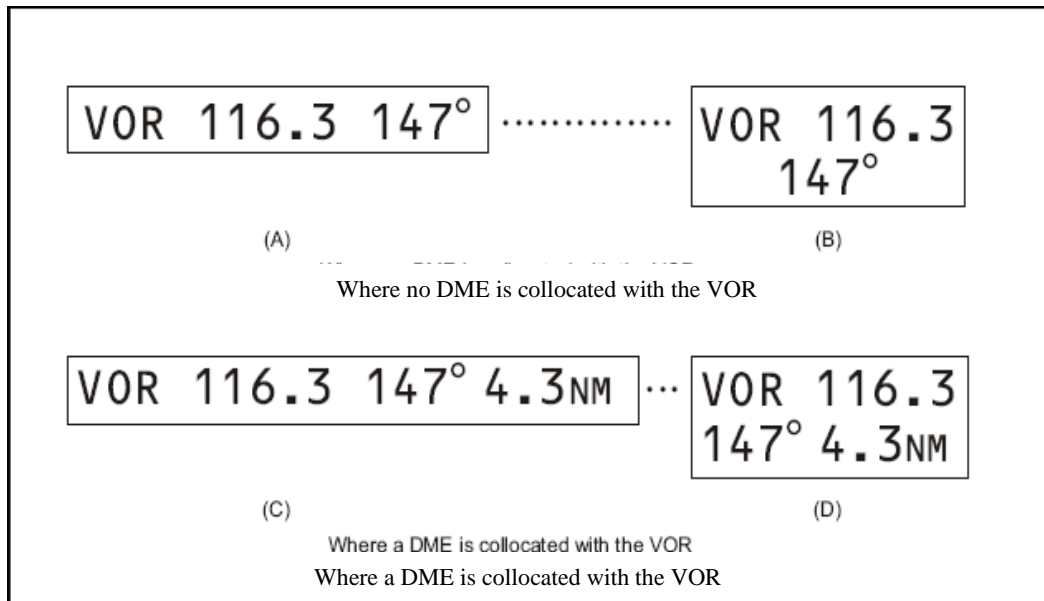 VOR 116.3 147° .............. VOR 116.3
147°
(A) (B)
Where no DME is collocated with the VOR
VOR 116.3 147° 4.3NM ... VOR 116.3
147° 4.3NM
(C) (D)
Where a DME is collocated with the VOR
Where a DME is collocated with the VOR